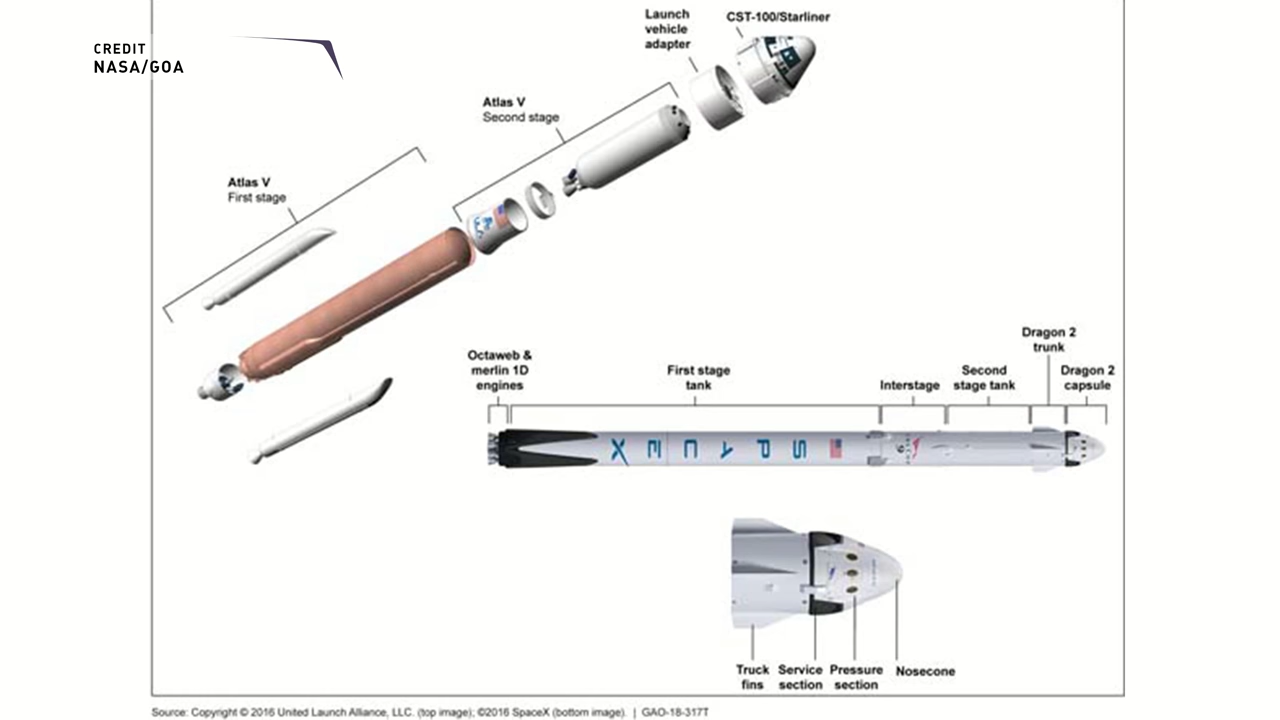 CREDIT
NASA/GOA
Launch
vehicle
adapter
CST-100/Starliner
Atlas V
Second stage
Atlas V
First stage
Octaweb &
merlin 1D
engines
First stage
tank
Interstage
Second
stage tank
Dragon 2
trunk
Dragon 2
capsule
SPACEX
Truck
fins
Service
section
Pressure
section
Nosecone
Source: Copyright © 2016 United Launch Alliance, LLC. (top image); ©2016 SpaceX (bottom image). | GAO-18-317T